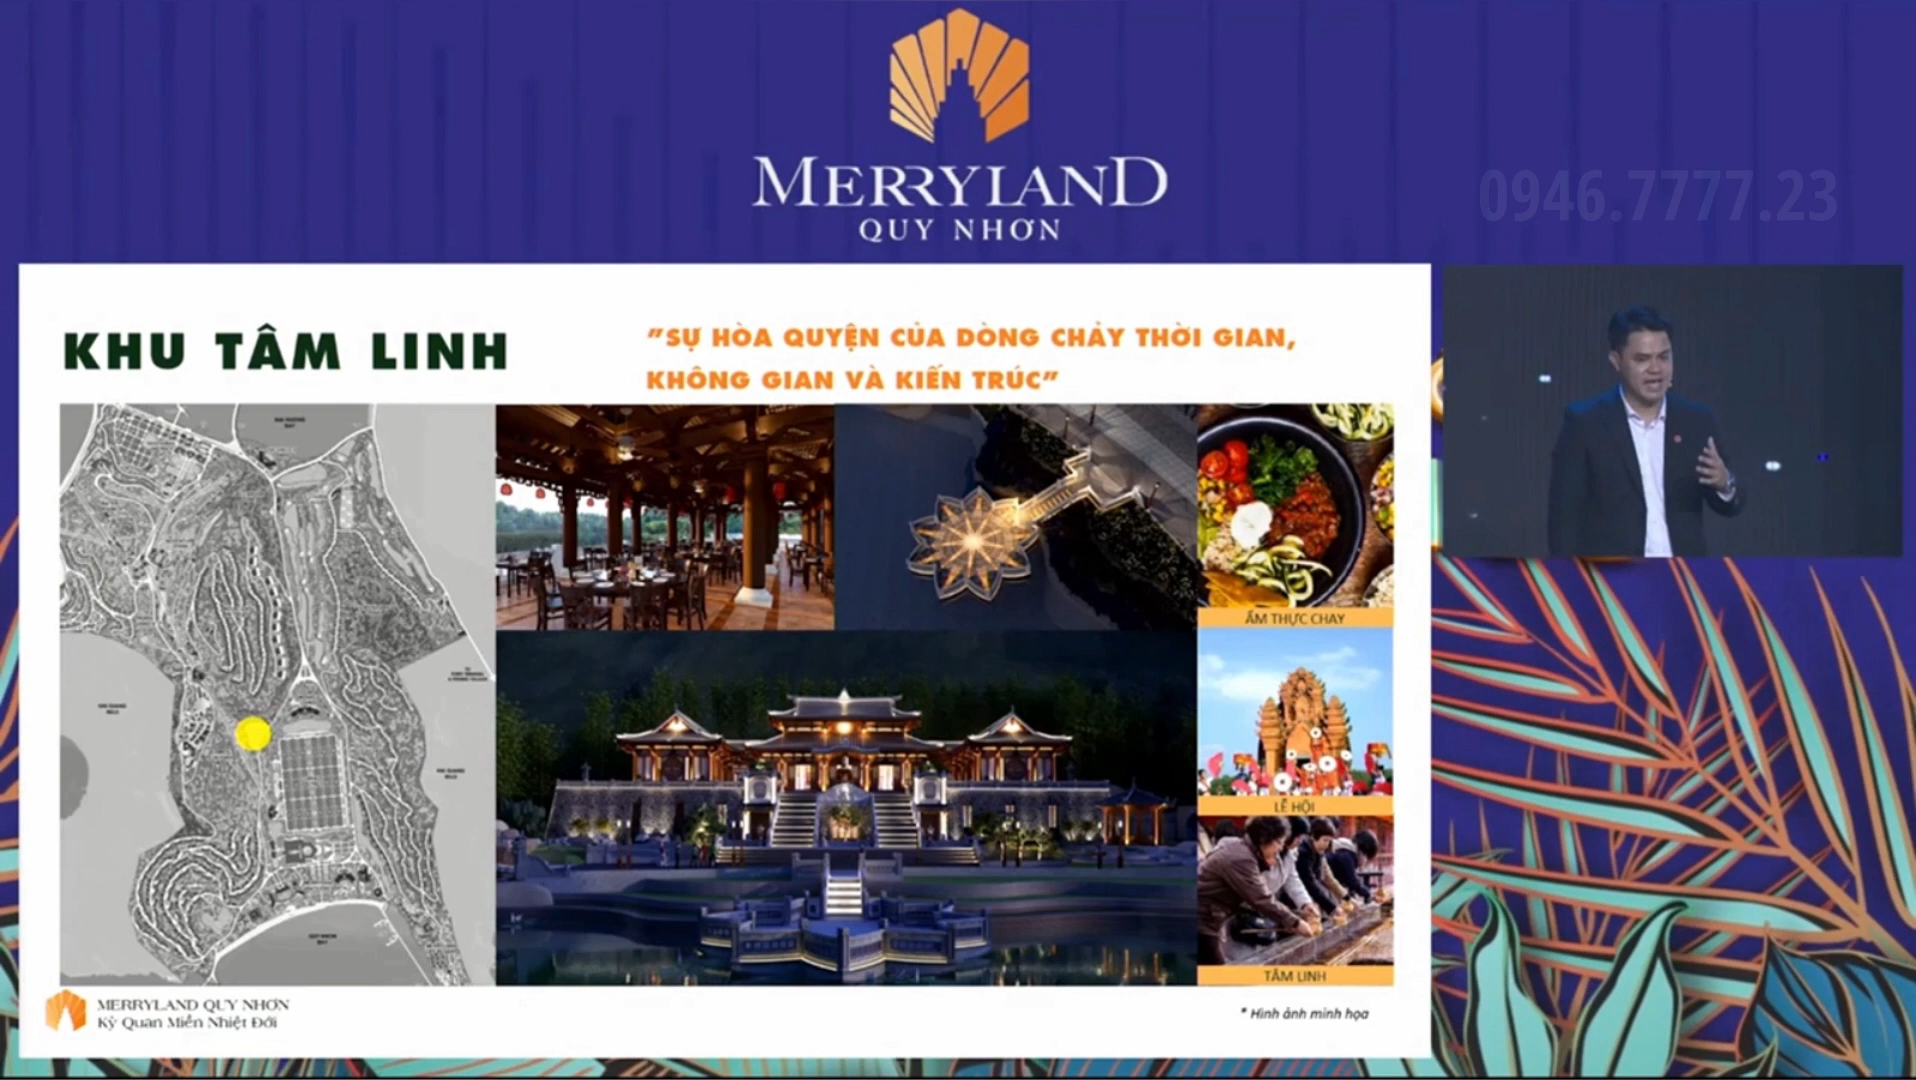 MERRYLAND
QUY NHƠN
0946.7777.23
KHU TÂM LINH
"SỰ HÒA QUYỆN CỦA DÒNG CHẢY THỜI GIAN,
KHÔNG GIAN VÀ KIẾN TRÚC"
ẨM THỰC CHAY
LỄ HỘI
TÂM LINH
MERRYLAND QUY NHƠN
Kỳ Quan Miền Nhiệt Đới
* Hình ảnh minh họa